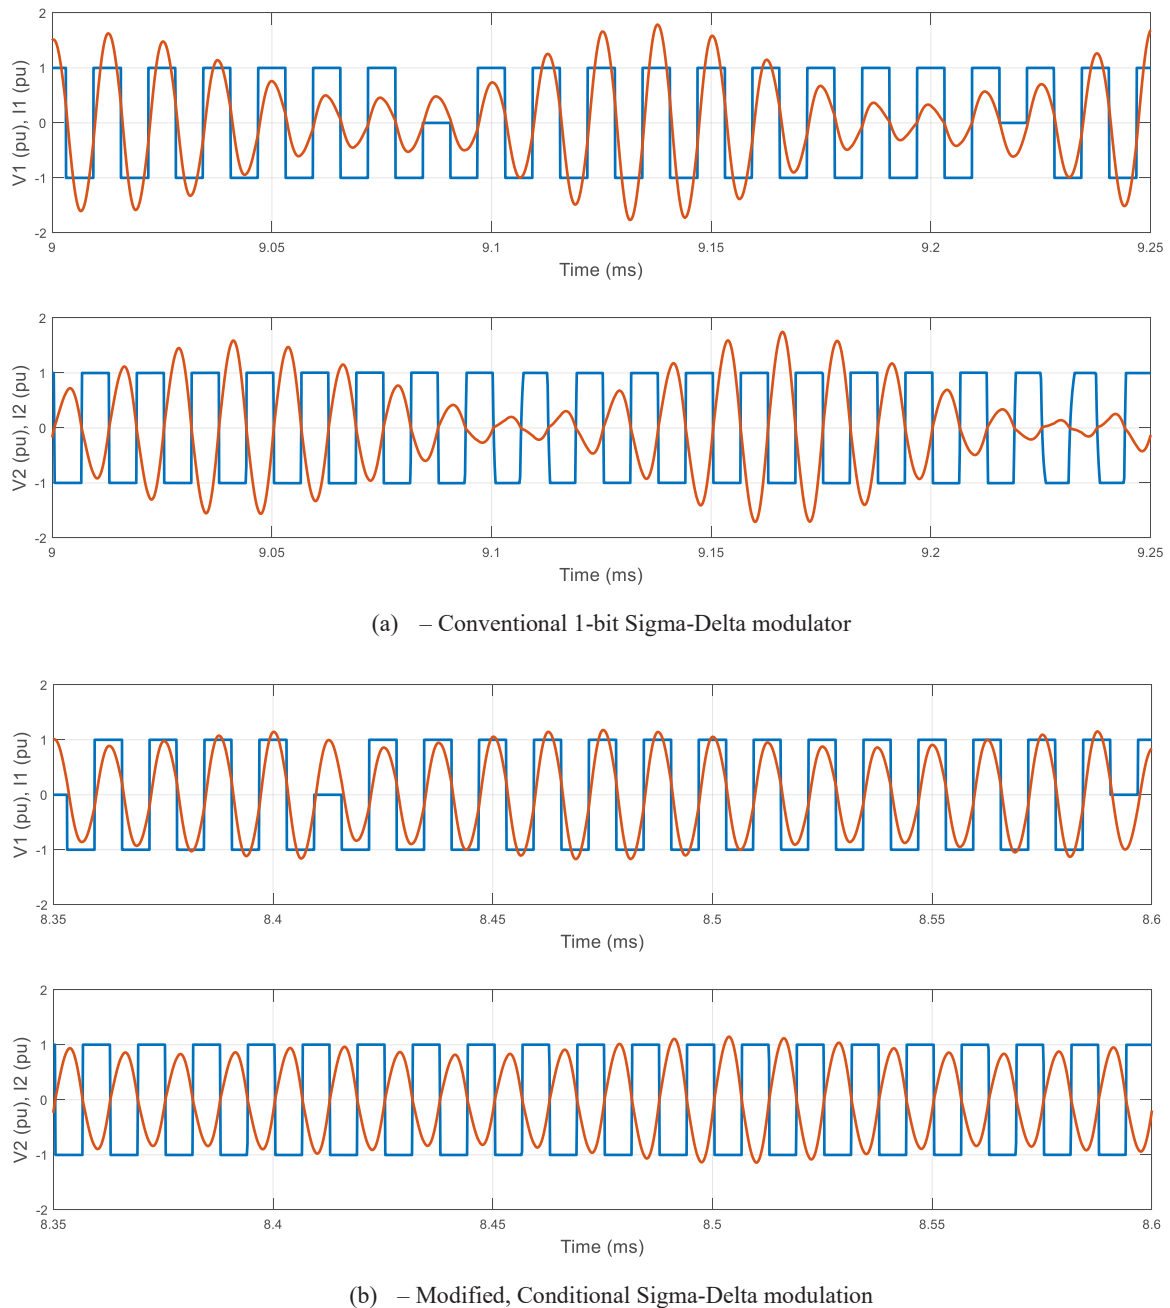 2
1
0
-1
-2
V1 (pu), I1 (pu)
9 9.05 9.1 9.15 9.2 9.25
Time (ms)
2
1
0
-1
-2
V2 (pu), I2 (pu)
9 9.05 9.1 9.15 9.2 9.25
Time (ms)
(a) – Conventional 1-bit Sigma-Delta modulator
2
1
0
-1
-2
V1 (pu), I1 (pu)
8.35 8.4 8.45 8.5 8.55 8.6
Time (ms)
2
1
0
-1
-2
V2 (pu), I2 (pu)
8.35 8.4 8.45 8.5 8.55 8.6
Time (ms)
(b) – Modified, Conditional Sigma-Delta modulation